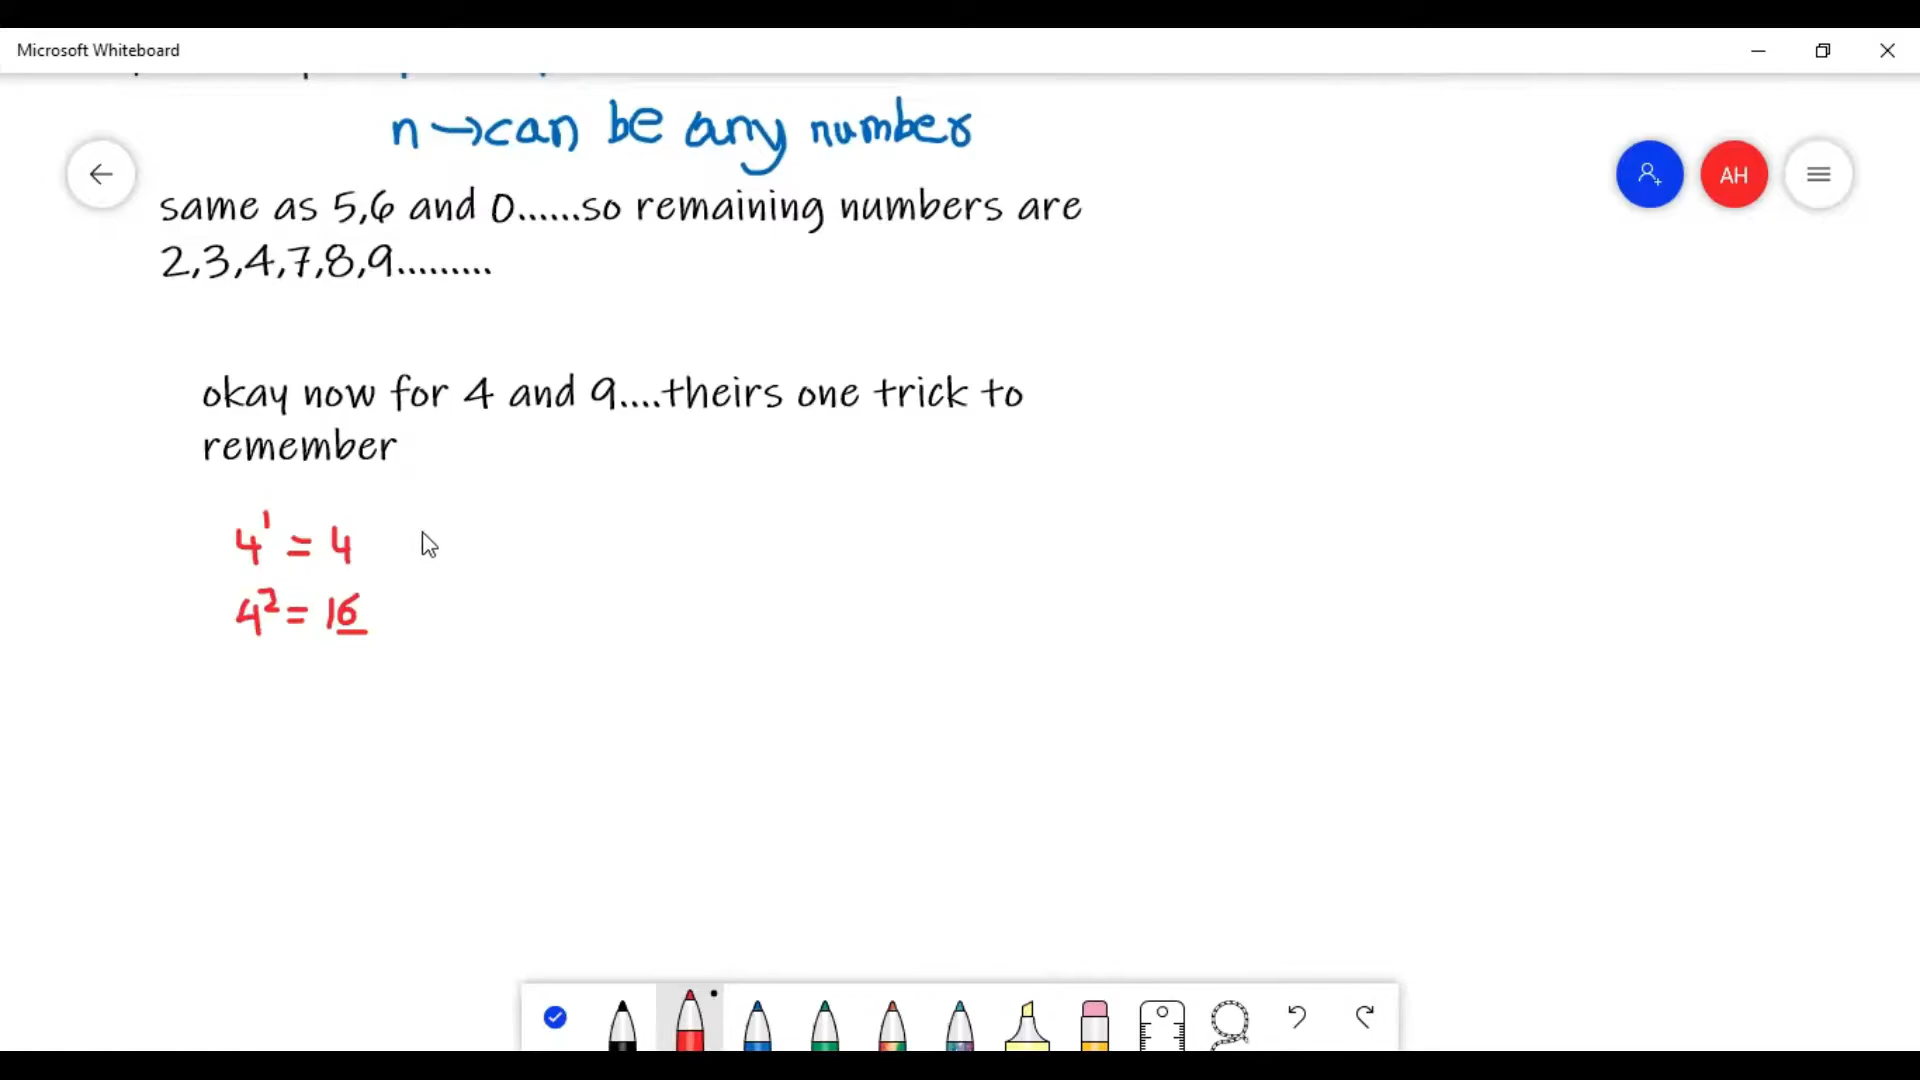 Microsoft Whiteboard
n → can be any number
AH
same as 5,6 and 0......so remaining numbers are
2,3,4,7,8,9.........
okay now for 4 and 9....theirs one trick to
remember
4¹ = 4
4² = 16